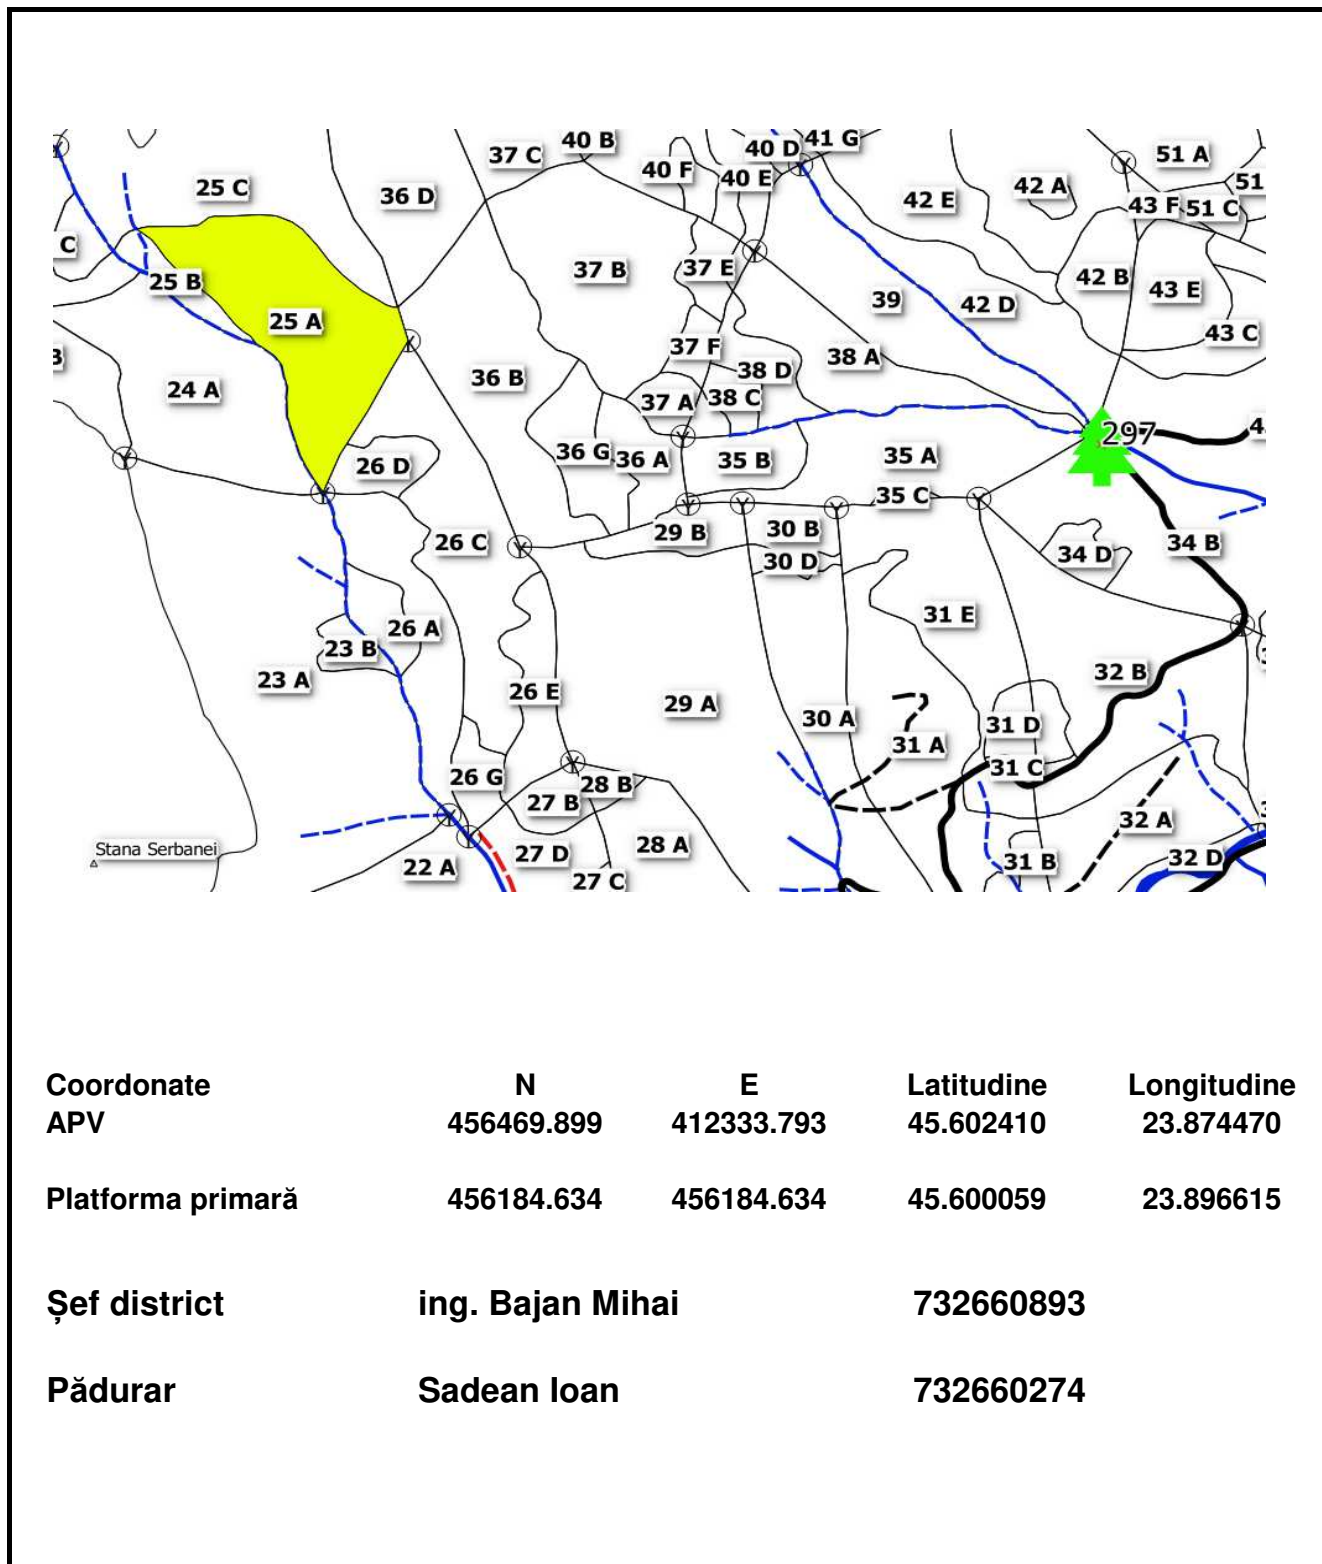 40 B
40 D
41 G
37 C
40 F
40 E
51 A
25 C
36 D
42 E
42 A
51
43 F
51 C
C
25 B
37 B
37 E
42 B
43 E
39
42 D
25 A
43 C
37 F
38 A
24 A
36 B
38 D
37 A
38 C
297
36 G
36 A
35 B
35 A
26 D
35 C
29 B
30 B
26 C
30 D
34 D
34 B
31 E
26 A
23 B
23 A
26 E
29 A
32 B
30 A
31 D
31 A
31 C
26 G
28 B
27 B
32 A
Stana Serbanei
22 A
27 D
28 A
27 C
31 B
32 D
Coordonate N E Latitudine Longitudine
APV 456469.899 412333.793 45.602410 23.874470
Platforma primară 456184.634 456184.634 45.600059 23.896615
Șef district ing. Bajan Mihai 732660893
Pădurar Sadean Ioan 732660274